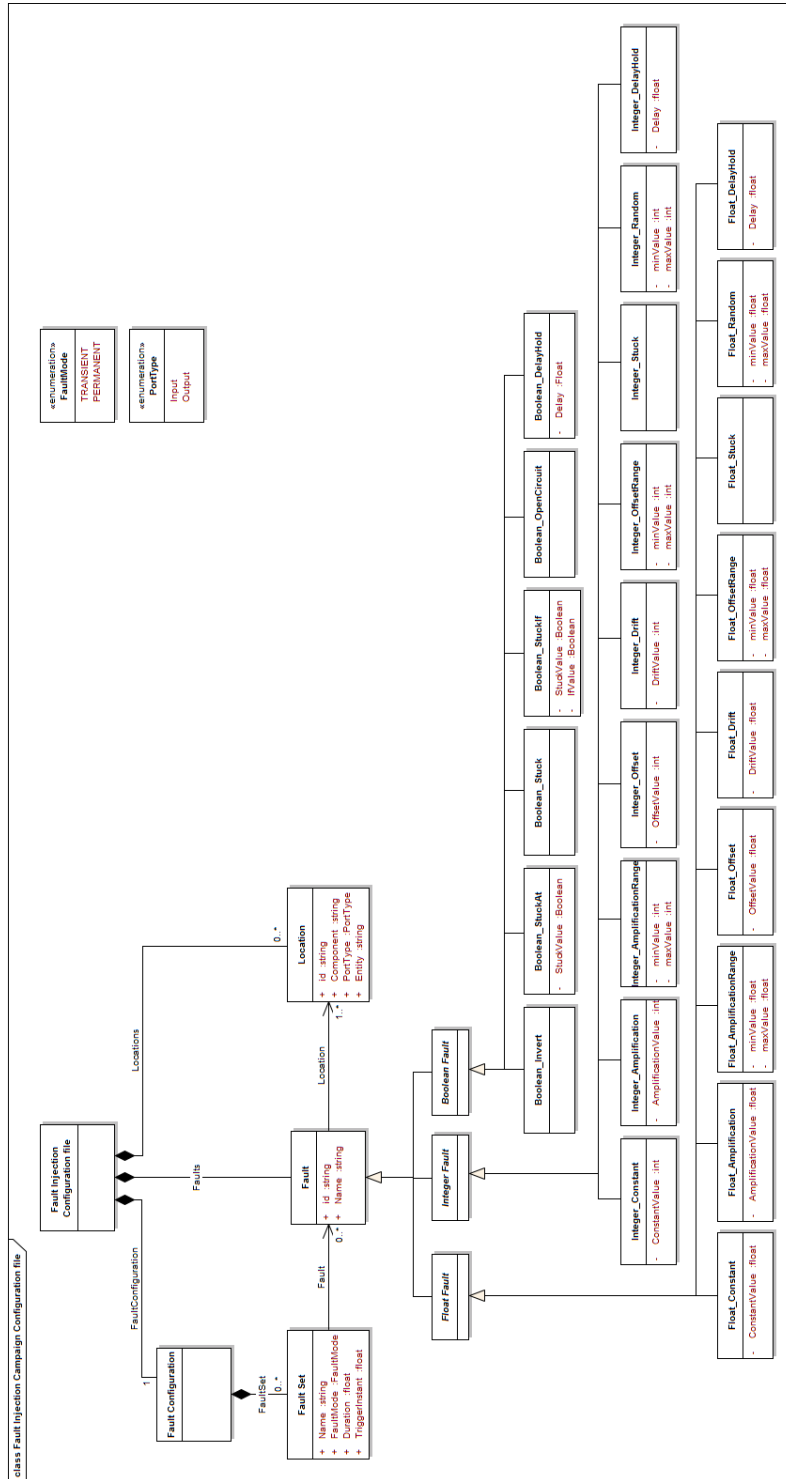 class Fault Injection Campaign Configuration file
Fault Injection
Configuration file
«enumeration»
FaultMode
TRANSIENT
PERMANENT
«enumeration»
PortType
Input
Output
FaultConfiguration
Faults
Locations
1
Fault Configuration
FaultSet
0..*
Fault Set
+ Name :string
+ FaultMode :FaultMode
+ Duration :float
+ TriggerInstant :float
Fault
0..*
Fault
+ id :string
+ Name :string
Location
1..*
0..*
Location
+ id :string
+ Component :string
+ PortType :PortType
+ Entity :string
Float Fault
Integer Fault
Boolean Fault
Boolean_Invert
Boolean_StuckAt
- StuckValue :Boolean
Boolean_Stuck
Boolean_StuckIf
- StuckValue :Boolean
- IfValue :Boolean
Boolean_OpenCircuit
Boolean_DelayHold
- Delay :Float
Integer_Constant
- ConstantValue :int
Integer_Amplification
- AmplificationValue :int
Integer_AmplificationRange
- minValue :int
- maxValue :int
Integer_Offset
- OffsetValue :int
Integer_Drift
- DriftValue :int
Integer_OffsetRange
- minValue :int
- maxValue :int
Integer_Stuck
Integer_Random
- minValue :int
- maxValue :int
Integer_DelayHold
- Delay :float
Float_Constant
- ConstantValue :float
Float_Amplification
- AmplificationValue :float
Float_AmplificationRange
- minValue :float
- maxValue :float
Float_Offset
- OffsetValue :float
Float_Drift
- DriftValue :float
Float_OffsetRange
- minValue :float
- maxValue :float
Float_Stuck
Float_Random
- minValue :float
- maxValue :float
Float_DelayHold
- Delay :float